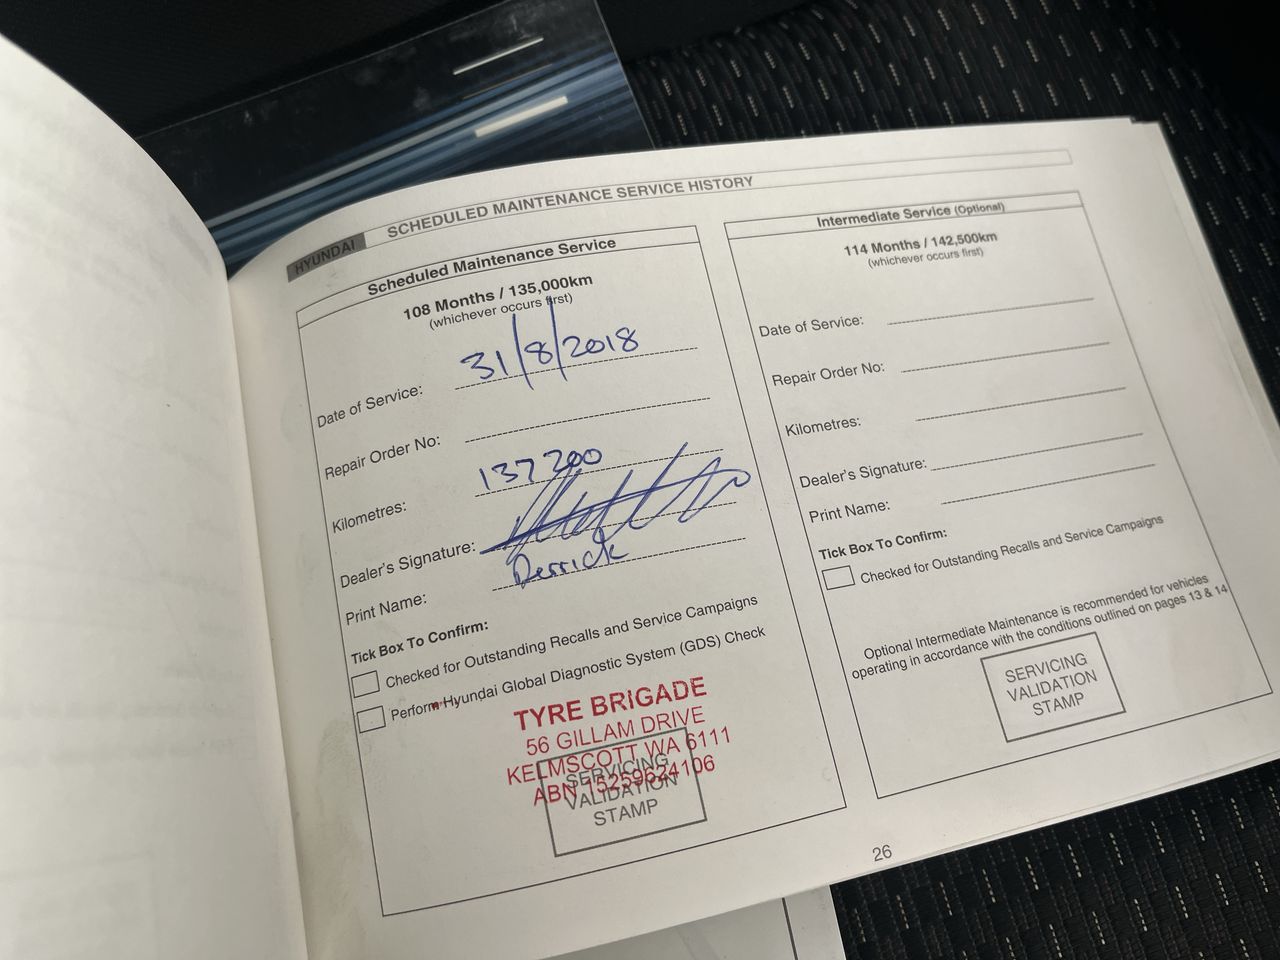 HYUNDAI SCHEDULED MAINTENANCE SERVICE HISTORY
Scheduled Maintenance Service
108 Months / 135,000km
(whichever occurs first)
Date of Service: 31/8/2018
Repair Order No:
Kilometres: 137200
Dealer's Signature:
Print Name: Derrick
Tick Box To Confirm:
Checked for Outstanding Recalls and Service Campaigns
Perform Hyundai Global Diagnostic System (GDS) Check
TYRE BRIGADE
56 GILLAM DRIVE
KELMSCOTT WA 6111
ABN 15259624106
SERVICING
VALIDATION
STAMP
Intermediate Service (Optional)
114 Months / 142,500km
(whichever occurs first)
Date of Service:
Repair Order No:
Kilometres:
Dealer's Signature:
Print Name:
Tick Box To Confirm:
Checked for Outstanding Recalls and Service Campaigns
Optional Intermediate Maintenance is recommended for vehicles
operating in accordance with the conditions outlined on pages 13 & 14
SERVICING
VALIDATION
STAMP
26